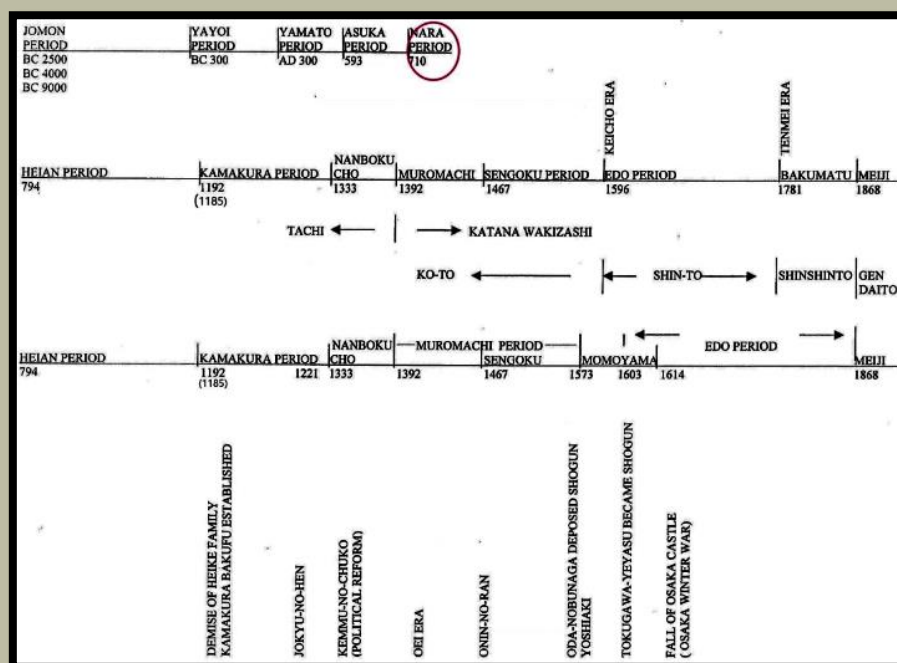 JOMON PERIOD YAYOI PERIOD YAMATO PERIOD ASUKA PERIOD NARA PERIOD
BC 2500 BC 300 AD 300 593 710
BC 4000
BC 9000
KEICHO ERA TENMEI ERA
HEIAN PERIOD KAMAKURA PERIOD NANBOKU CHO MUROMACHI SENGOKU PERIOD EDO PERIOD BAKUMATU MEIJI
794 1192 1333 1392 1467 1596 1781 1868
(1185)
TACHI KATANA WAKIZASHI
KO-TO SHIN-TO SHINSHINTO GEN DAITO
HEIAN PERIOD KAMAKURA PERIOD NANBOKU CHO MUROMACHI PERIOD SENGOKU MOMOYAMA EDO PERIOD MEIJI
794 1192 1221 1333 1392 1467 1573 1603 1614 1868
(1185)
DEMISE OF HEIKE FAMILY
KAMAKURA BAKUFU ESTABLISHED
JOKYU-NO-HEN
KEMMU-NO-CHUKO
(POLITICAL REFORM)
OEI ERA
ONIN-NO-RAN
ODA-NOBUNAGA DEPOSED SHOGUN
YOSHIAKI
TOKUGAWA-YEYASU BECAME SHOGUN
FALL OF OSAKA CASTLE
( OSAKA WINTER WAR)